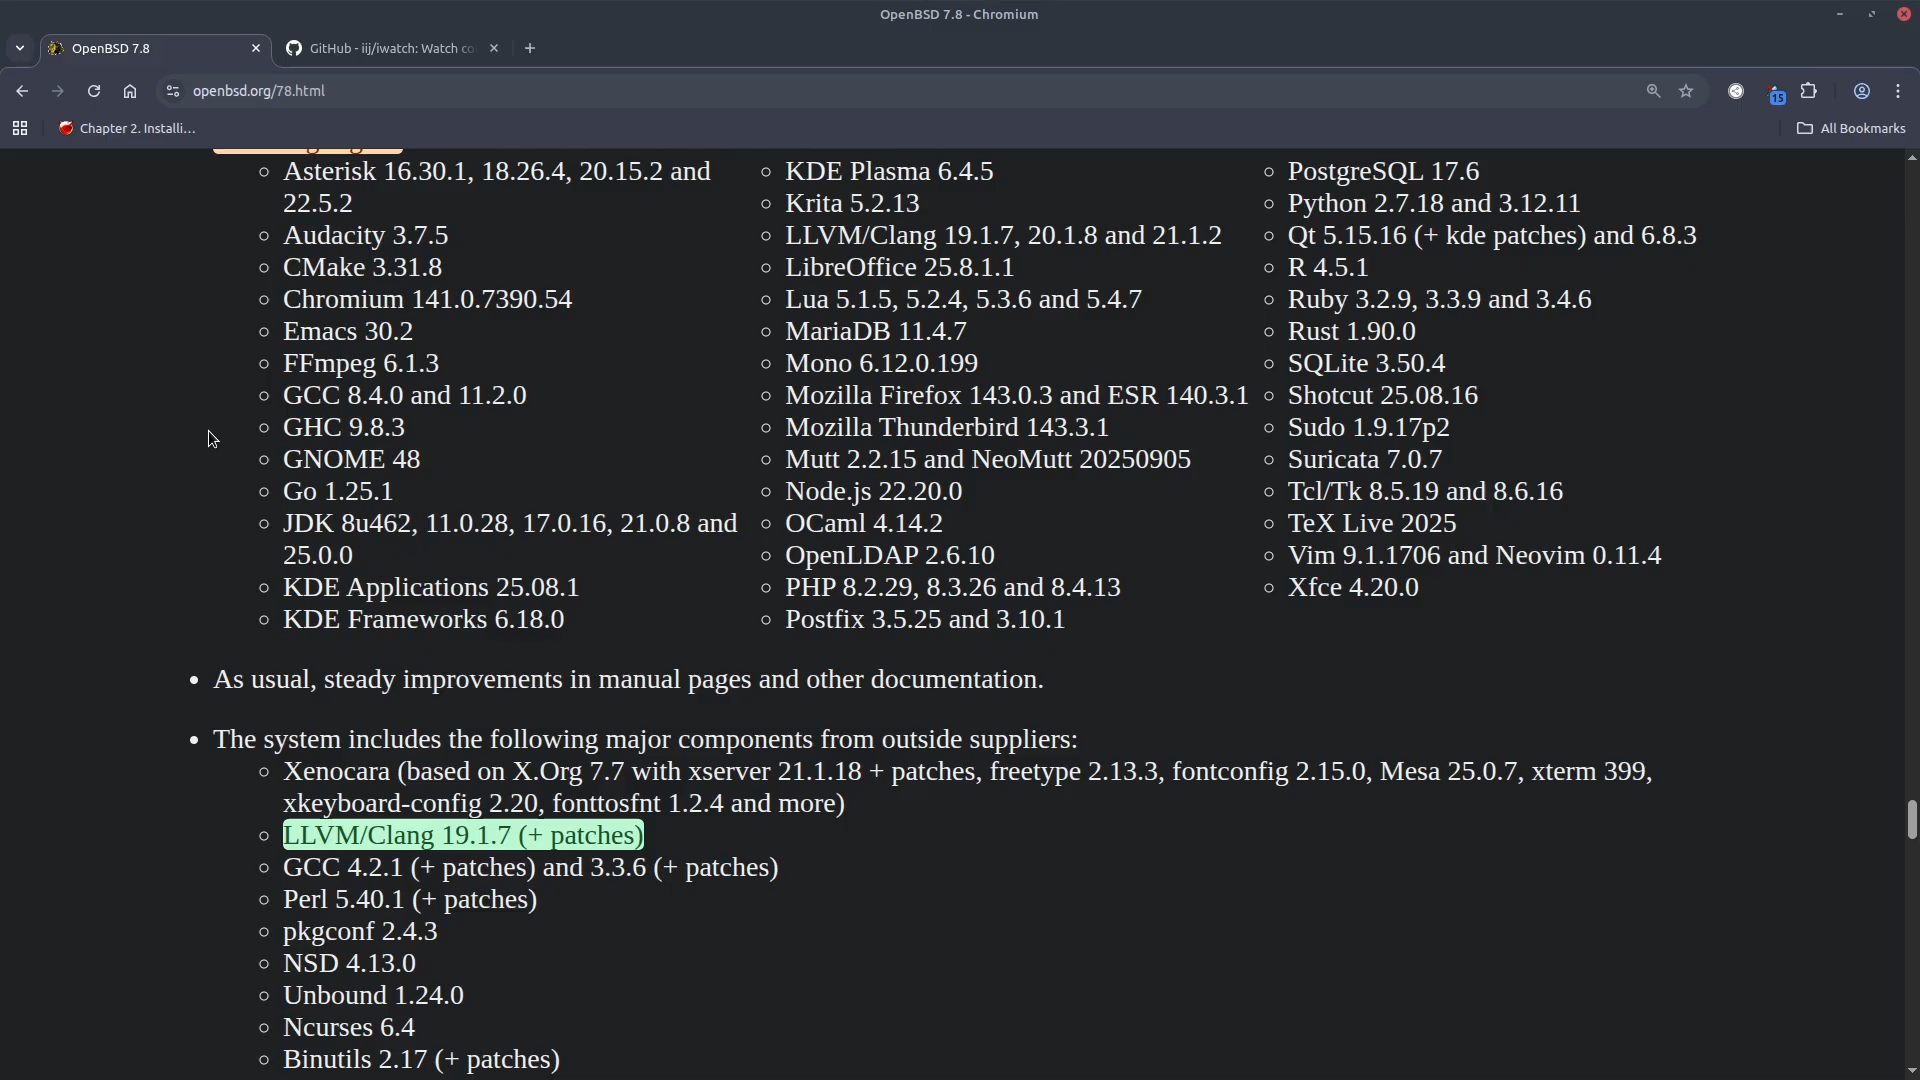 OpenBSD 7.8 - Chromium
OpenBSD 7.8
GitHub - iij/iwatch: Watch co
openbsd.org/78.html
15
Chapter 2. Installi...
All Bookmarks
Asterisk 16.30.1, 18.26.4, 20.15.2 and
22.5.2
Audacity 3.7.5
CMake 3.31.8
Chromium 141.0.7390.54
Emacs 30.2
FFmpeg 6.1.3
GCC 8.4.0 and 11.2.0
GHC 9.8.3
GNOME 48
Go 1.25.1
JDK 8u462, 11.0.28, 17.0.16, 21.0.8 and
25.0.0
KDE Applications 25.08.1
KDE Frameworks 6.18.0
KDE Plasma 6.4.5
Krita 5.2.13
LLVM/Clang 19.1.7, 20.1.8 and 21.1.2
LibreOffice 25.8.1.1
Lua 5.1.5, 5.2.4, 5.3.6 and 5.4.7
MariaDB 11.4.7
Mono 6.12.0.199
Mozilla Firefox 143.0.3 and ESR 140.3.1
Mozilla Thunderbird 143.3.1
Mutt 2.2.15 and NeoMutt 20250905
Node.js 22.20.0
OCaml 4.14.2
OpenLDAP 2.6.10
PHP 8.2.29, 8.3.26 and 8.4.13
Postfix 3.5.25 and 3.10.1
PostgreSQL 17.6
Python 2.7.18 and 3.12.11
Qt 5.15.16 (+ kde patches) and 6.8.3
R 4.5.1
Ruby 3.2.9, 3.3.9 and 3.4.6
Rust 1.90.0
SQLite 3.50.4
Shotcut 25.08.16
Sudo 1.9.17p2
Suricata 7.0.7
Tcl/Tk 8.5.19 and 8.6.16
TeX Live 2025
Vim 9.1.1706 and Neovim 0.11.4
Xfce 4.20.0
As usual, steady improvements in manual pages and other documentation.
The system includes the following major components from outside suppliers:
Xenocara (based on X.Org 7.7 with xserver 21.1.18 + patches, freetype 2.13.3, fontconfig 2.15.0, Mesa 25.0.7, xterm 399,
xkeyboard-config 2.20, fonttosfnt 1.2.4 and more)
LLVM/Clang 19.1.7 (+ patches)
GCC 4.2.1 (+ patches) and 3.3.6 (+ patches)
Perl 5.40.1 (+ patches)
pkgconf 2.4.3
NSD 4.13.0
Unbound 1.24.0
Ncurses 6.4
Binutils 2.17 (+ patches)